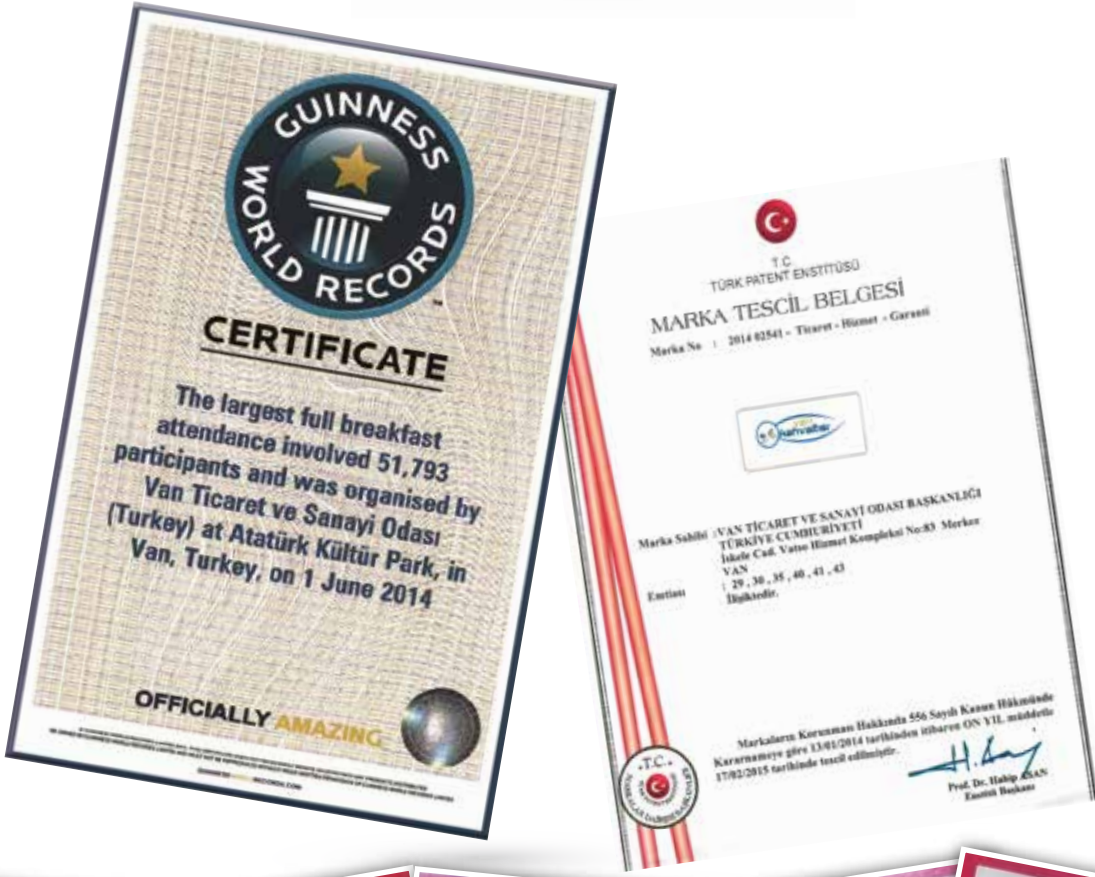 GUINNESS
WORLD RECORDS
™
CERTIFICATE
The largest full breakfast
attendance involved 51,793
participants and was organised by
Van Ticaret ve Sanayi Odası
(Turkey) at Atatürk Kültür Park, in
Van, Turkey, on 1 June 2014
OFFICIALLY AMAZING
T.C.
TÜRK PATENT ENSTİTÜSÜ
MARKA TESCİL BELGESİ
Marka No : 2014 02541 - Ticaret - Hizmet - Garanti
kahvaltısı
Marka Sahibi : VAN TİCARET VE SANAYİ ODASI BAŞKANLIĞI
TÜRKİYE CUMHURİYETİ
İskele Cad. Vatso Hizmet Kompleksi No:83 Merkez
VAN
Emtiası : 29 , 30 , 35 , 40 , 41 , 43
İlişiktedir.
Markaların Korunması Hakkında 556 Sayılı Kanun Hükmünde
Kararnameye göre 13/01/2014 tarihinden itibaren ON YIL müddetle
17/02/2015 tarihinde tescil edilmiştir.
Prof. Dr. Habip ASAN
Enstitü Başkanı
T.C.